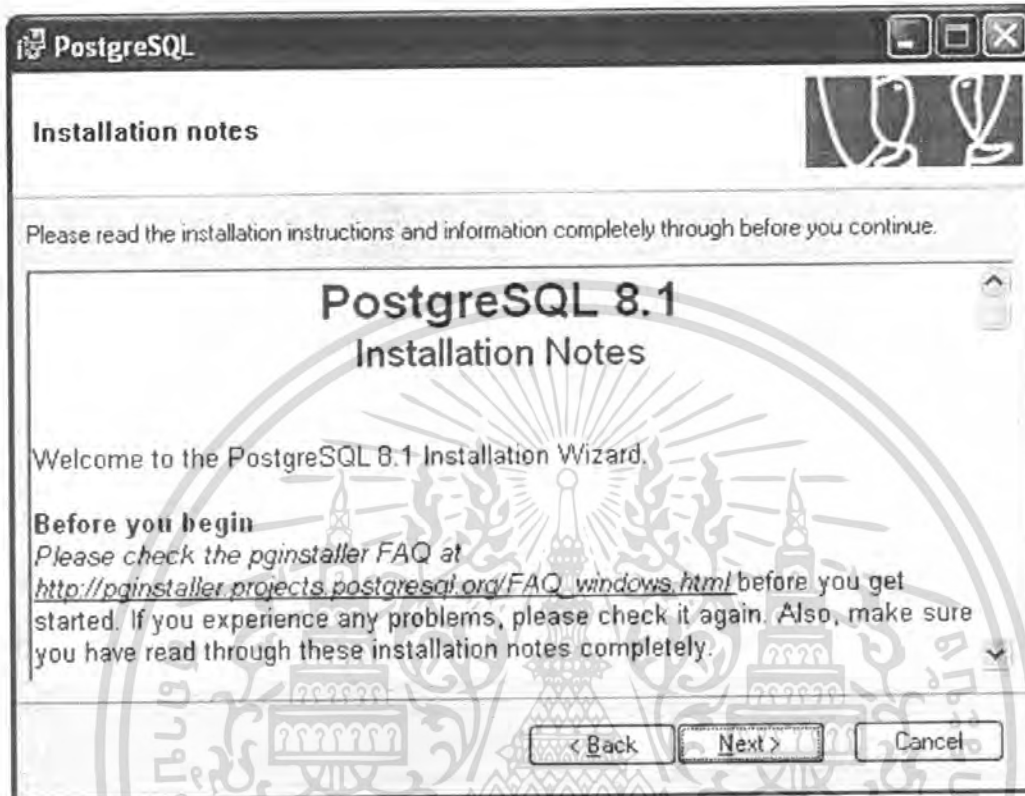 PostgreSQL
Installation notes
Please read the installation instructions and information completely through before you continue.
PostgreSQL 8.1
Installation Notes
Welcome to the PostgreSQL 8.1 Installation Wizard.
Before you begin
Please check the pginstaller FAQ at
http://pginstaller.projects.postgresql.org/FAQ_windows.html before you get
started. If you experience any problems, please check it again. Also, make sure
you have read through these installation notes completely.
< Back
Next >
Cancel